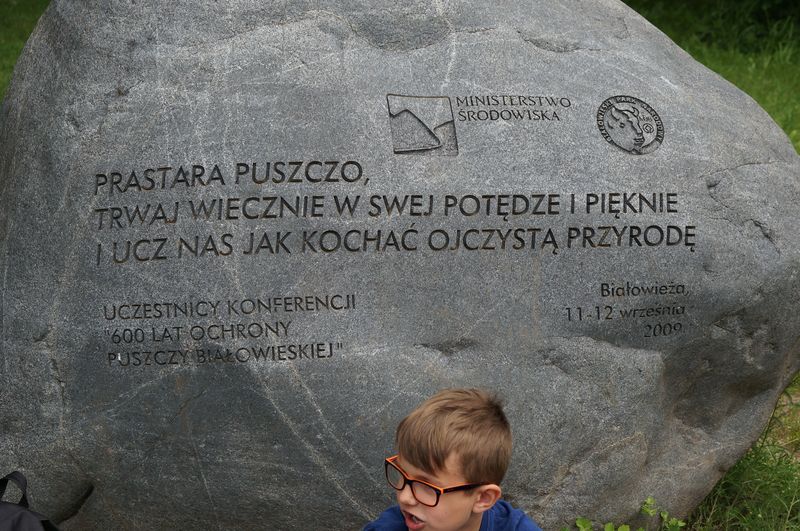 MINISTERSTWO
ŚRODOWISKA
PRASTARA PUSZCZO,
TRWAJ WIECZNIE W SWEJ POTĘDZE I PIĘKNIE
I UCZ NAS JAK KOCHAĆ OJCZYSTĄ PRZYRODĘ
UCZESTNICY KONFERENCJI
"600 LAT OCHRONY
PUSZCZY BIAŁOWIESKIEJ"
Białowieża,
11-12 września
2009